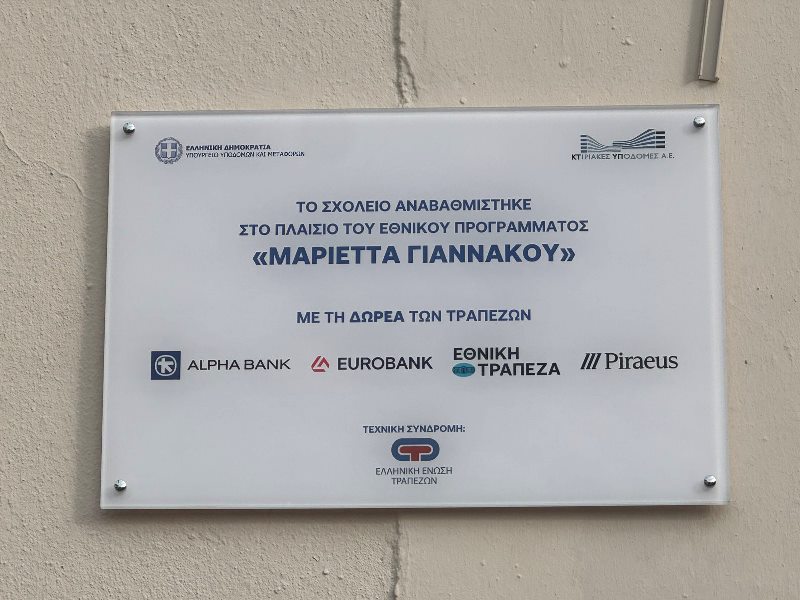 ΕΛΛΗΝΙΚΗ ΔΗΜΟΚΡΑΤΙΑ
ΥΠΟΥΡΓΕΙΟ ΥΠΟΔΟΜΩΝ ΚΑΙ ΜΕΤΑΦΟΡΩΝ
ΚΤΙΡΙΑΚΕΣ ΥΠΟΔΟΜΕΣ Α.Ε.
ΤΟ ΣΧΟΛΕΙΟ ΑΝΑΒΑΘΜΙΣΤΗΚΕ
ΣΤΟ ΠΛΑΙΣΙΟ ΤΟΥ ΕΘΝΙΚΟΥ ΠΡΟΓΡΑΜΜΑΤΟΣ
«ΜΑΡΙΕΤΤΑ ΓΙΑΝΝΑΚΟΥ»
ΜΕ ΤΗ ΔΩΡΕΑ ΤΩΝ ΤΡΑΠΕΖΩΝ
ALPHA BANK
EUROBANK
ΕΘΝΙΚΗ
ΤΡΑΠΕΖΑ
Piraeus
ΤΕΧΝΙΚΗ ΣΥΝΔΡΟΜΗ:
ΕΛΛΗΝΙΚΗ ΕΝΩΣΗ
ΤΡΑΠΕΖΩΝ